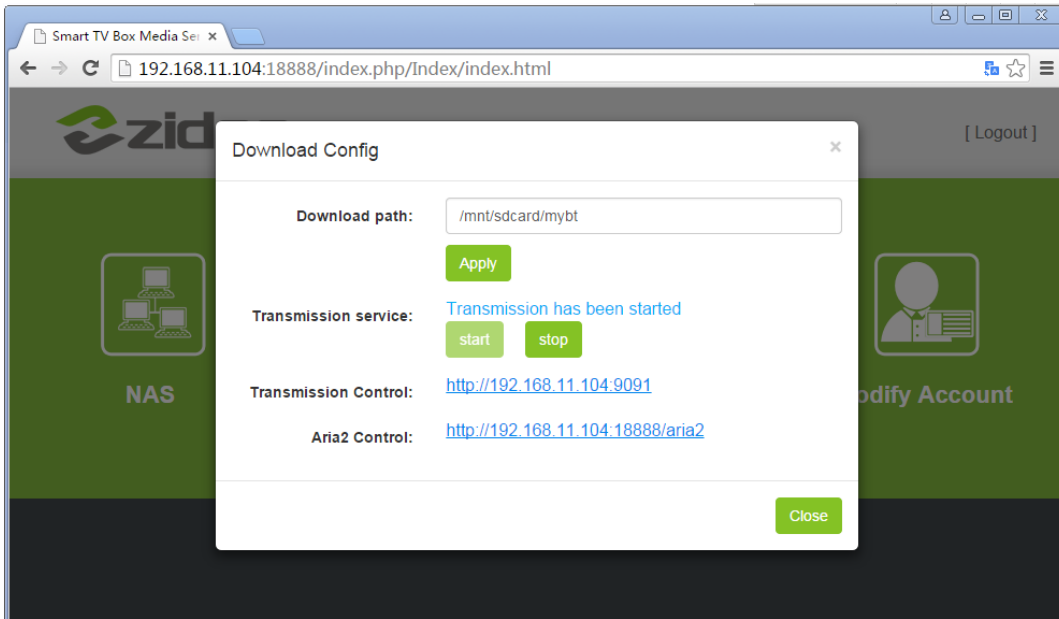 Smart TV Box Media Ser
192.168.11.104:18888/index.php/Index/index.html
[ Logout ]
Download Config
Download path:
/mnt/sdcard/mybt
Apply
Transmission service:
Transmission has been started
start
stop
Transmission Control:
http://192.168.11.104:9091
Aria2 Control:
http://192.168.11.104:18888/aria2
Close
NAS
Account